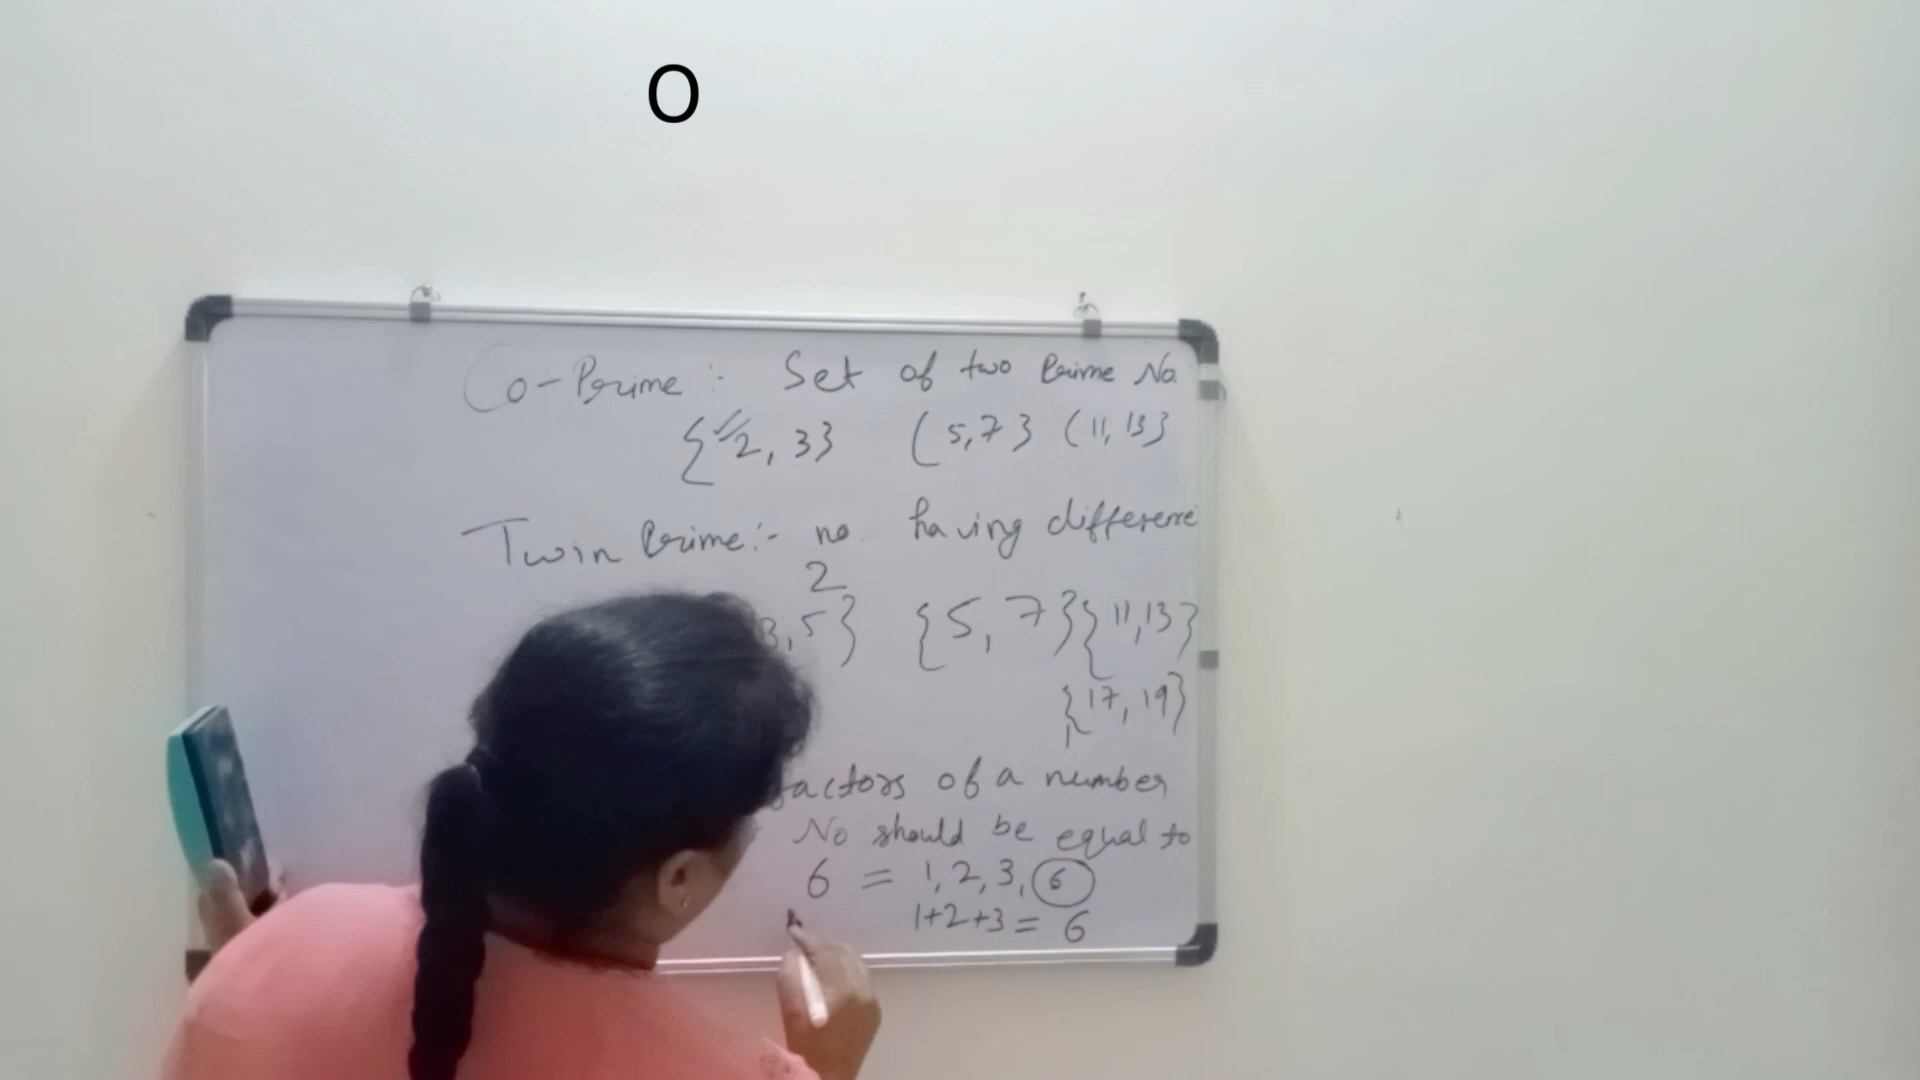 O
Co-Prime:- Set of two Prime No.
{2, 3} (5,7} (11,13}
Twin Prime:- no. having difference
2
3,5} {5, 7} {11,13}
{17, 19}
factors of a number
No should be equal to
6 = 1, 2, 3, 6
1+2+3 = 6